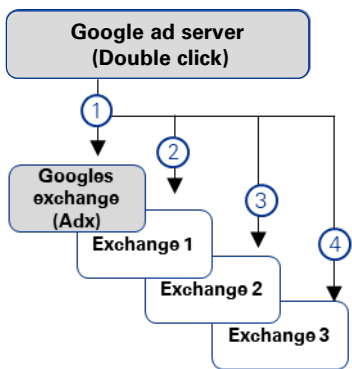 Google ad server
(Double click)
1
2
3
4
Googles
exchange
(Adx)
Exchange 1
Exchange 2
Exchange 3